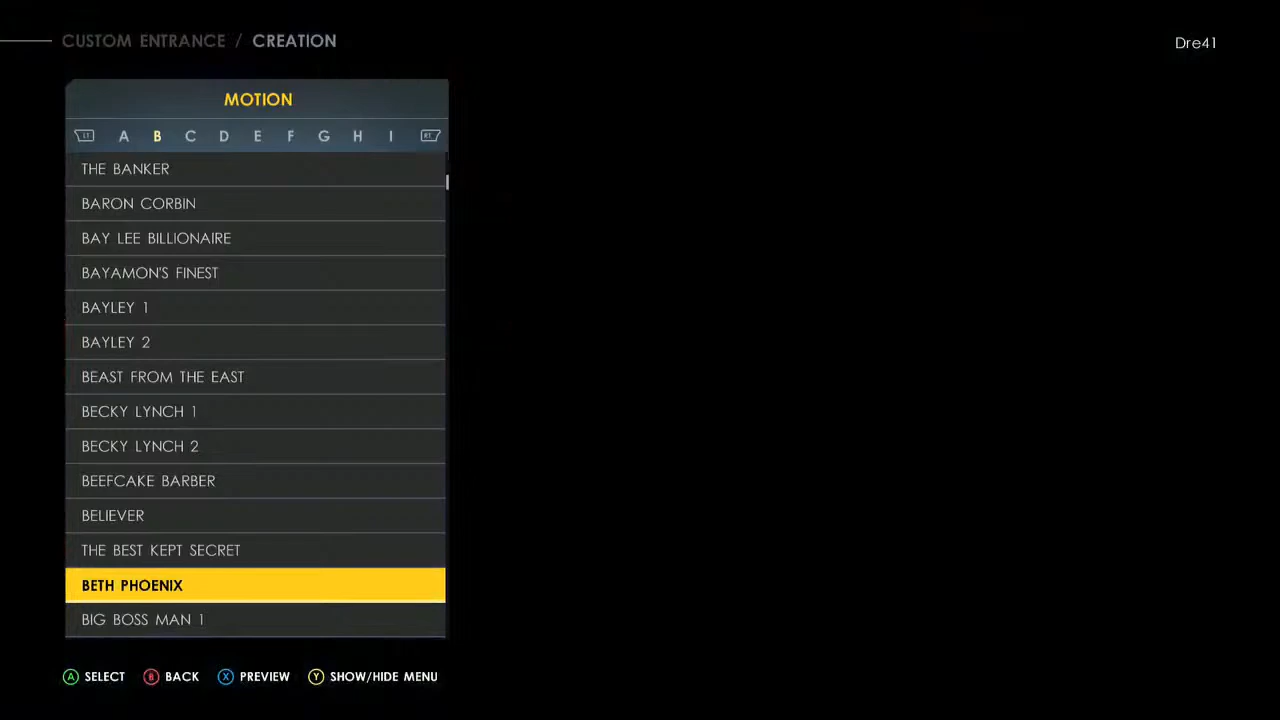 CUSTOM ENTRANCE / CREATION
Dre41
MOTION
LT A B C D E F G H I RT
THE BANKER
BARON CORBIN
BAY LEE BILLIONAIRE
BAYAMON'S FINEST
BAYLEY 1
BAYLEY 2
BEAST FROM THE EAST
BECKY LYNCH 1
BECKY LYNCH 2
BEEFCAKE BARBER
BELIEVER
THE BEST KEPT SECRET
BETH PHOENIX
BIG BOSS MAN 1
A SELECT B BACK X PREVIEW Y SHOW/HIDE MENU